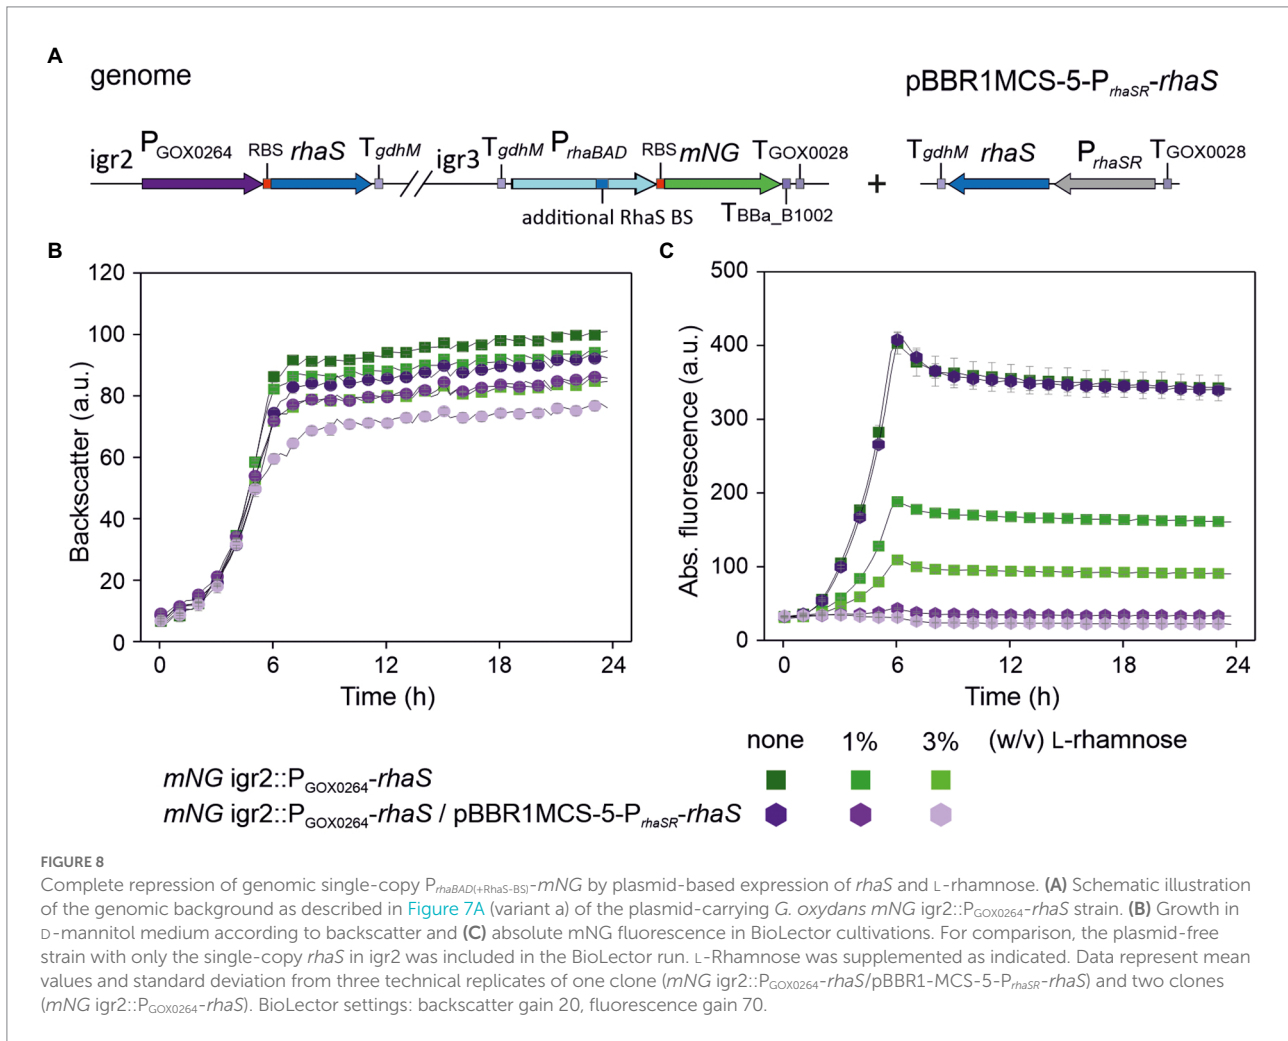 A
genome
pBBR1MCS-5-PrhaSR-rhaS
igr2 PGOX0264 RBS rhaS TgdhM igr3 TgdhM PrhaBAD RBS mNG TGOX0028 TgdhM rhaS PrhaSR TGOX0028
+
additional RhaS BS TBBa_B1002
B
120
100
80
60
40
20
0
Backscatter (a.u.)
0 6 12 18 24
Time (h)
C
500
400
300
200
100
0
Abs. fluorescence (a.u.)
0 6 12 18 24
Time (h)
none 1% 3% (w/v) L-rhamnose
mNG igr2::PGOX0264-rhaS
mNG igr2::PGOX0264-rhaS / pBBR1MCS-5-PrhaSR-rhaS
FIGURE 8
Complete repression of genomic single-copy PrhaBAD(+RhaS-BS)-mNG by plasmid-based expression of rhaS and L-rhamnose. (A) Schematic illustration
of the genomic background as described in Figure 7A (variant a) of the plasmid-carrying G. oxydans mNG igr2::PGOX0264-rhaS strain. (B) Growth in
D-mannitol medium according to backscatter and (C) absolute mNG fluorescence in BioLector cultivations. For comparison, the plasmid-free
strain with only the single-copy rhaS in igr2 was included in the BioLector run. L-Rhamnose was supplemented as indicated. Data represent mean
values and standard deviation from three technical replicates of one clone (mNG igr2::PGOX0264-rhaS/pBBR1-MCS-5-PrhaSR-rhaS) and two clones
(mNG igr2::PGOX0264-rhaS). BioLector settings: backscatter gain 20, fluorescence gain 70.